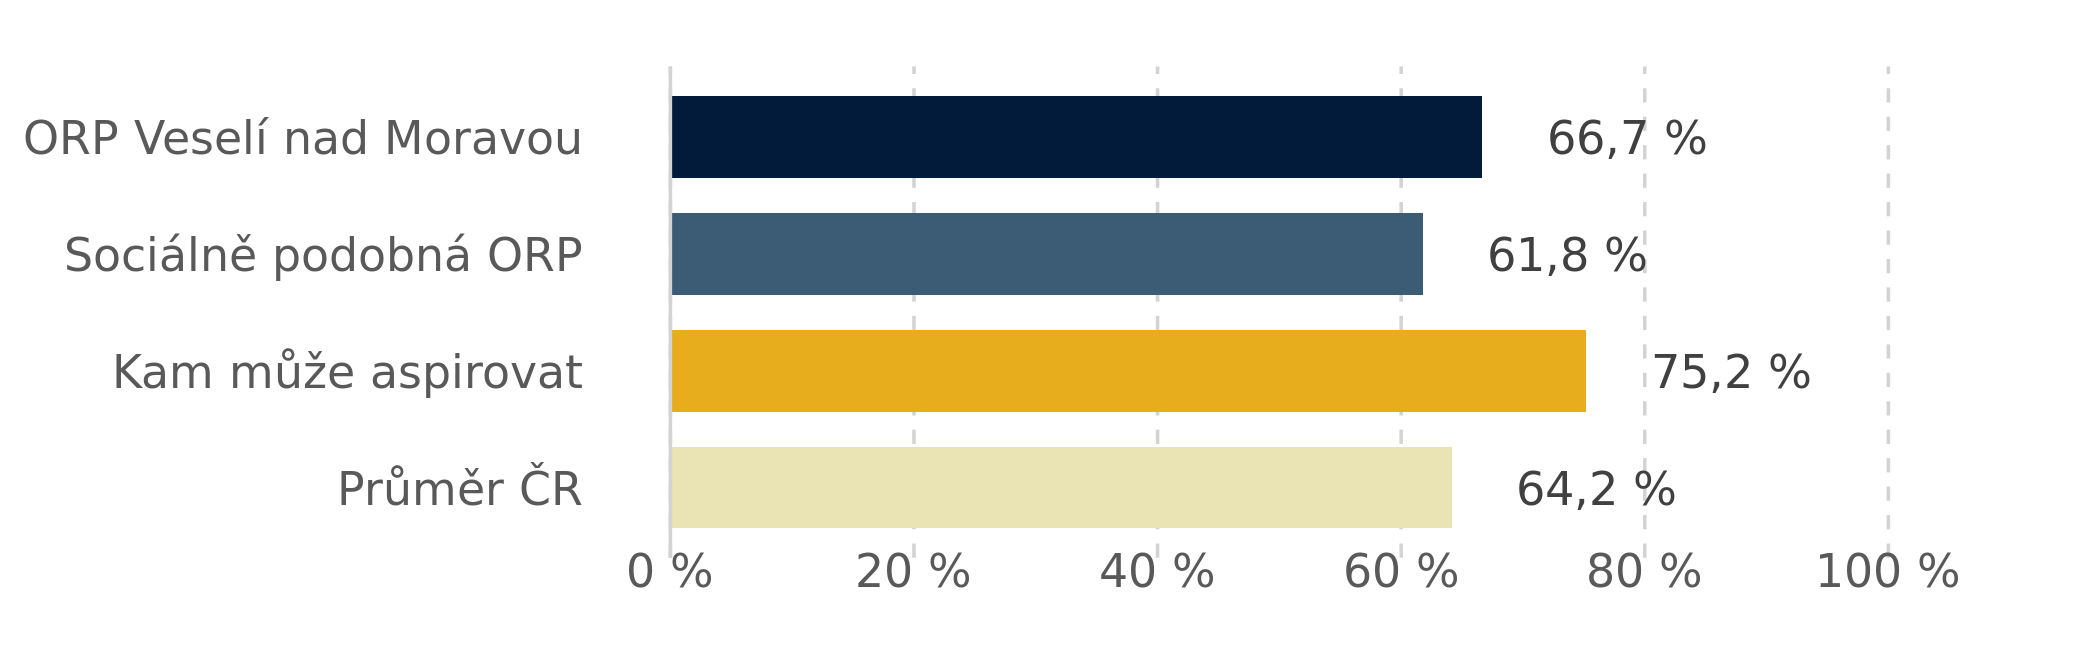 ORP Veselí nad Moravou 66,7 %
Sociálně podobná ORP 61,8 %
Kam může aspirovat 75,2 %
Průměr ČR 64,2 %
0 % 20 % 40 % 60 % 80 % 100 %